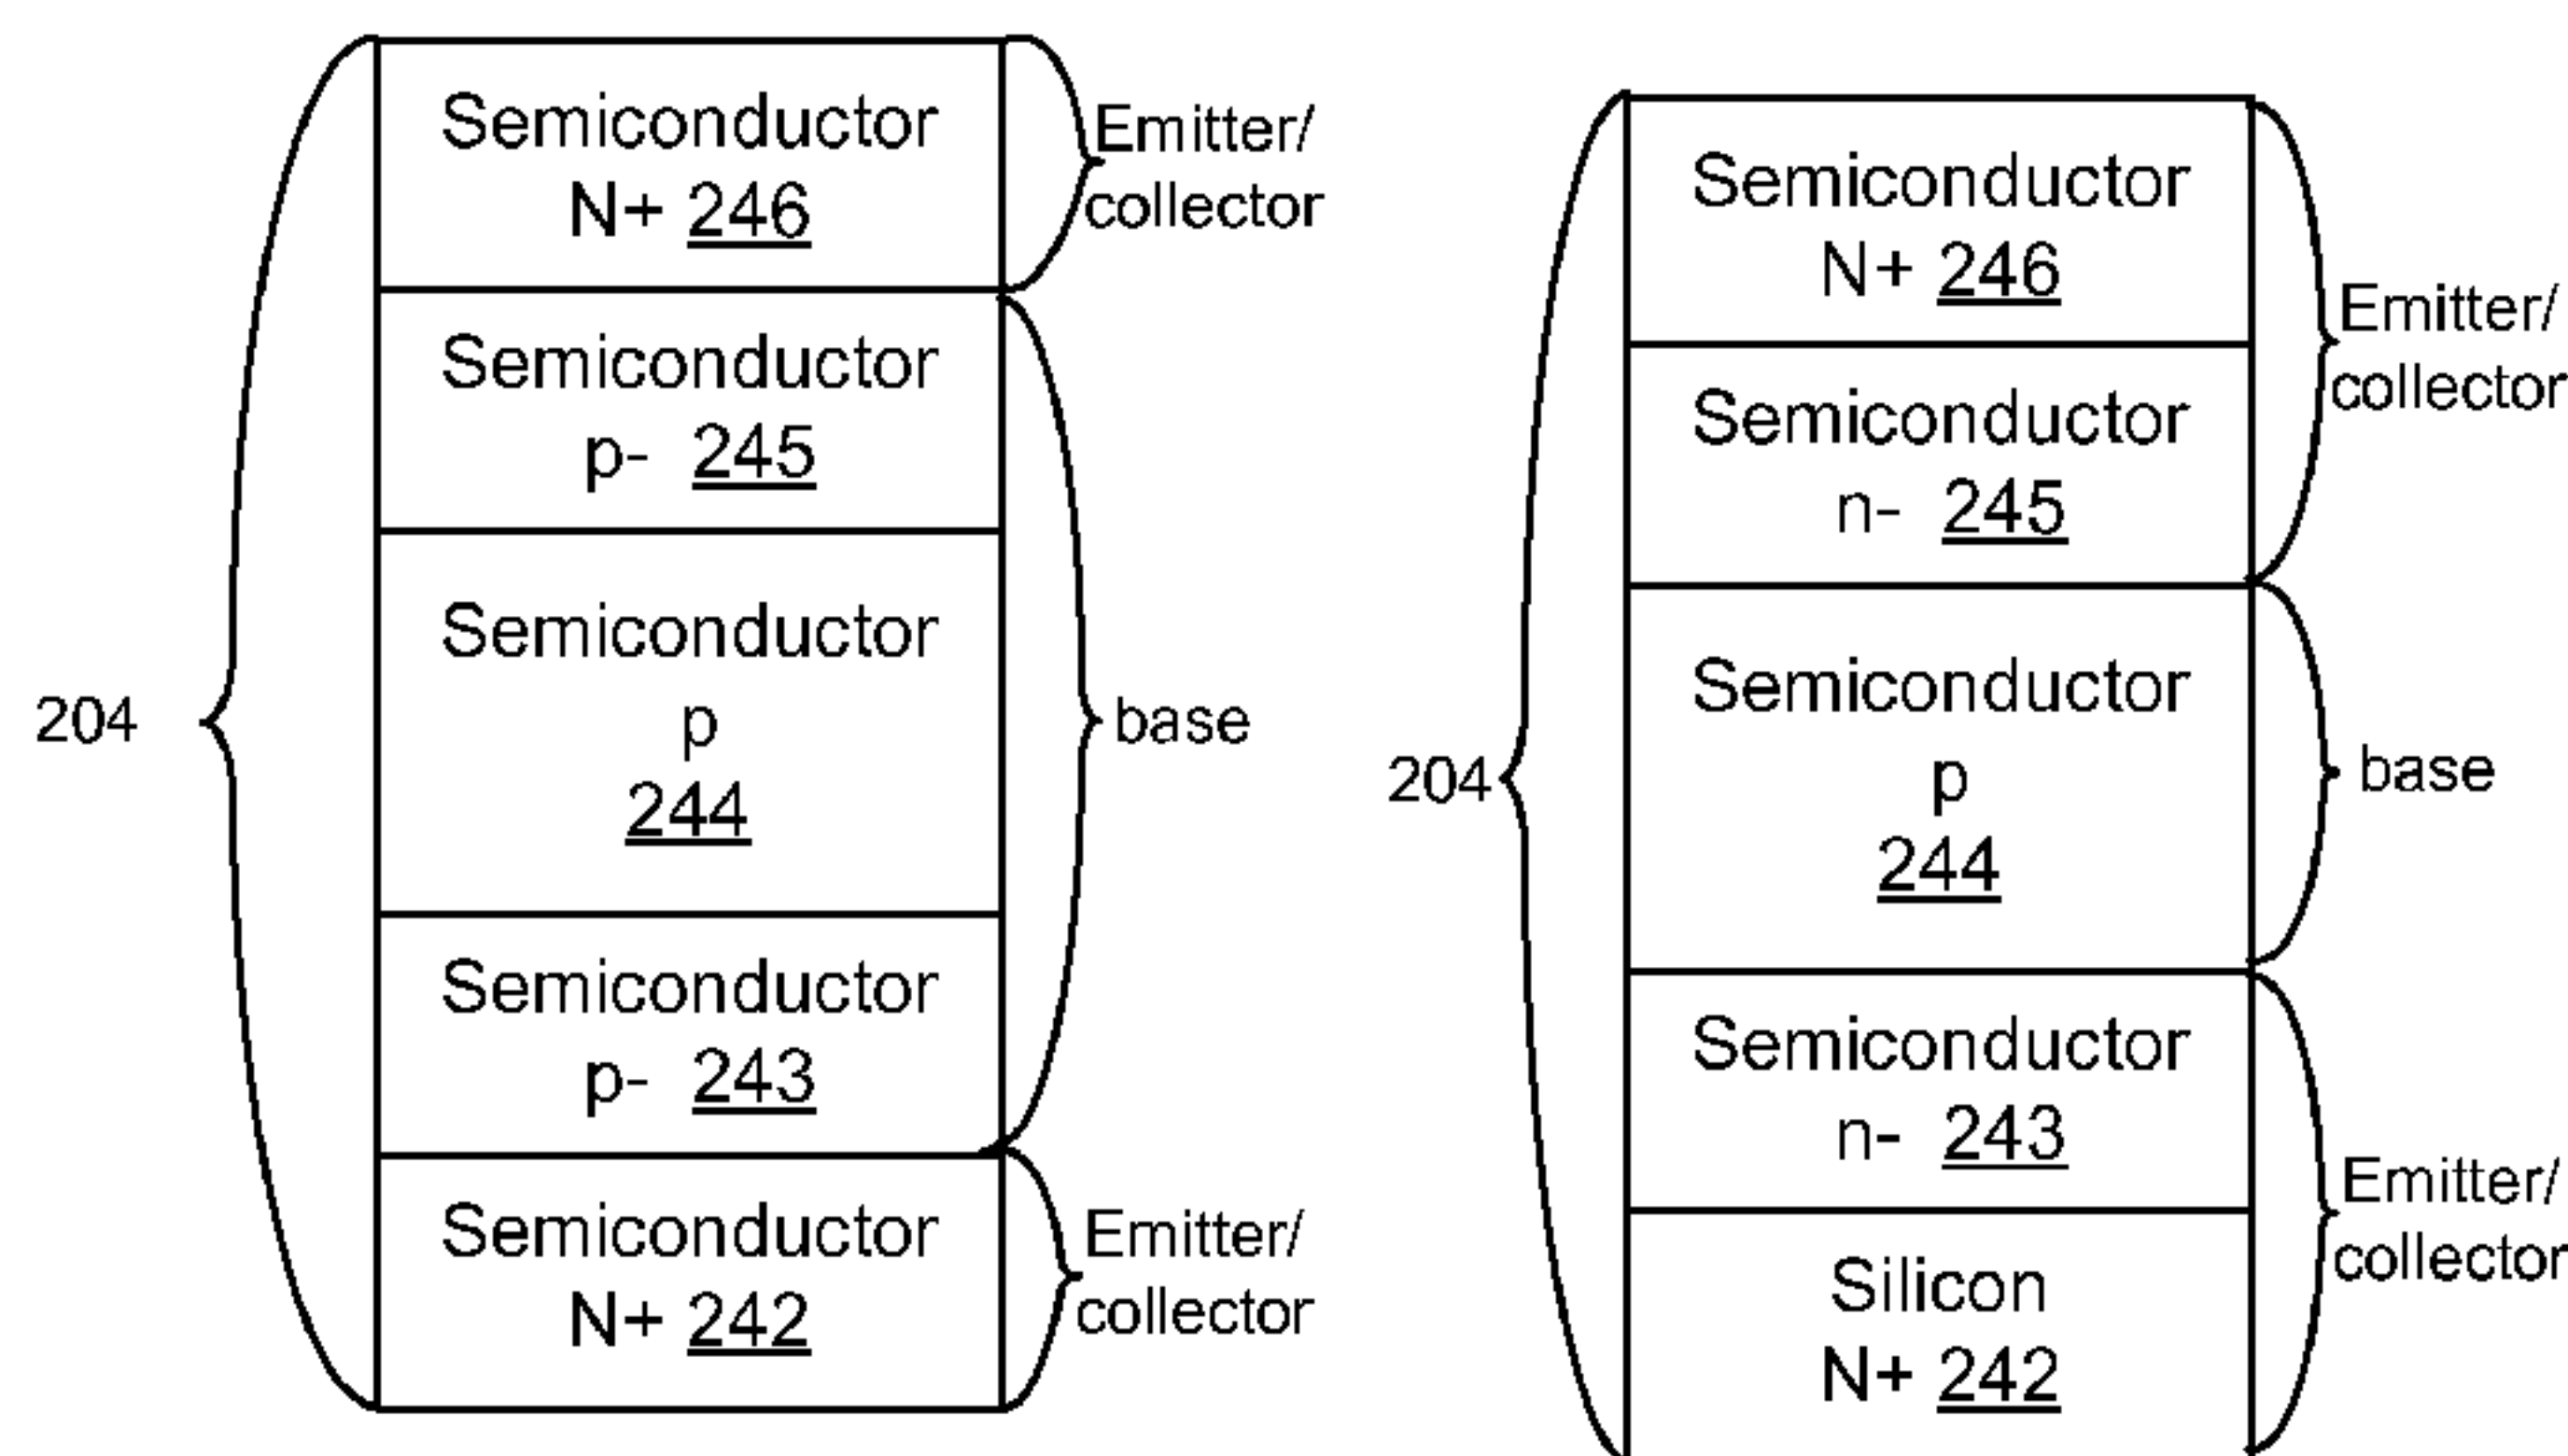 Semiconductor
N+ 246
Emitter/
collector
Semiconductor
p- 245
Semiconductor
p
244
204
base
Semiconductor
p- 243
Semiconductor
N+ 242
Emitter/
collector
Semiconductor
N+ 246
Emitter/
collector
Semiconductor
n- 245
Semiconductor
p
244
204
base
Semiconductor
n- 243
Emitter/
collector
Silicon
N+ 242